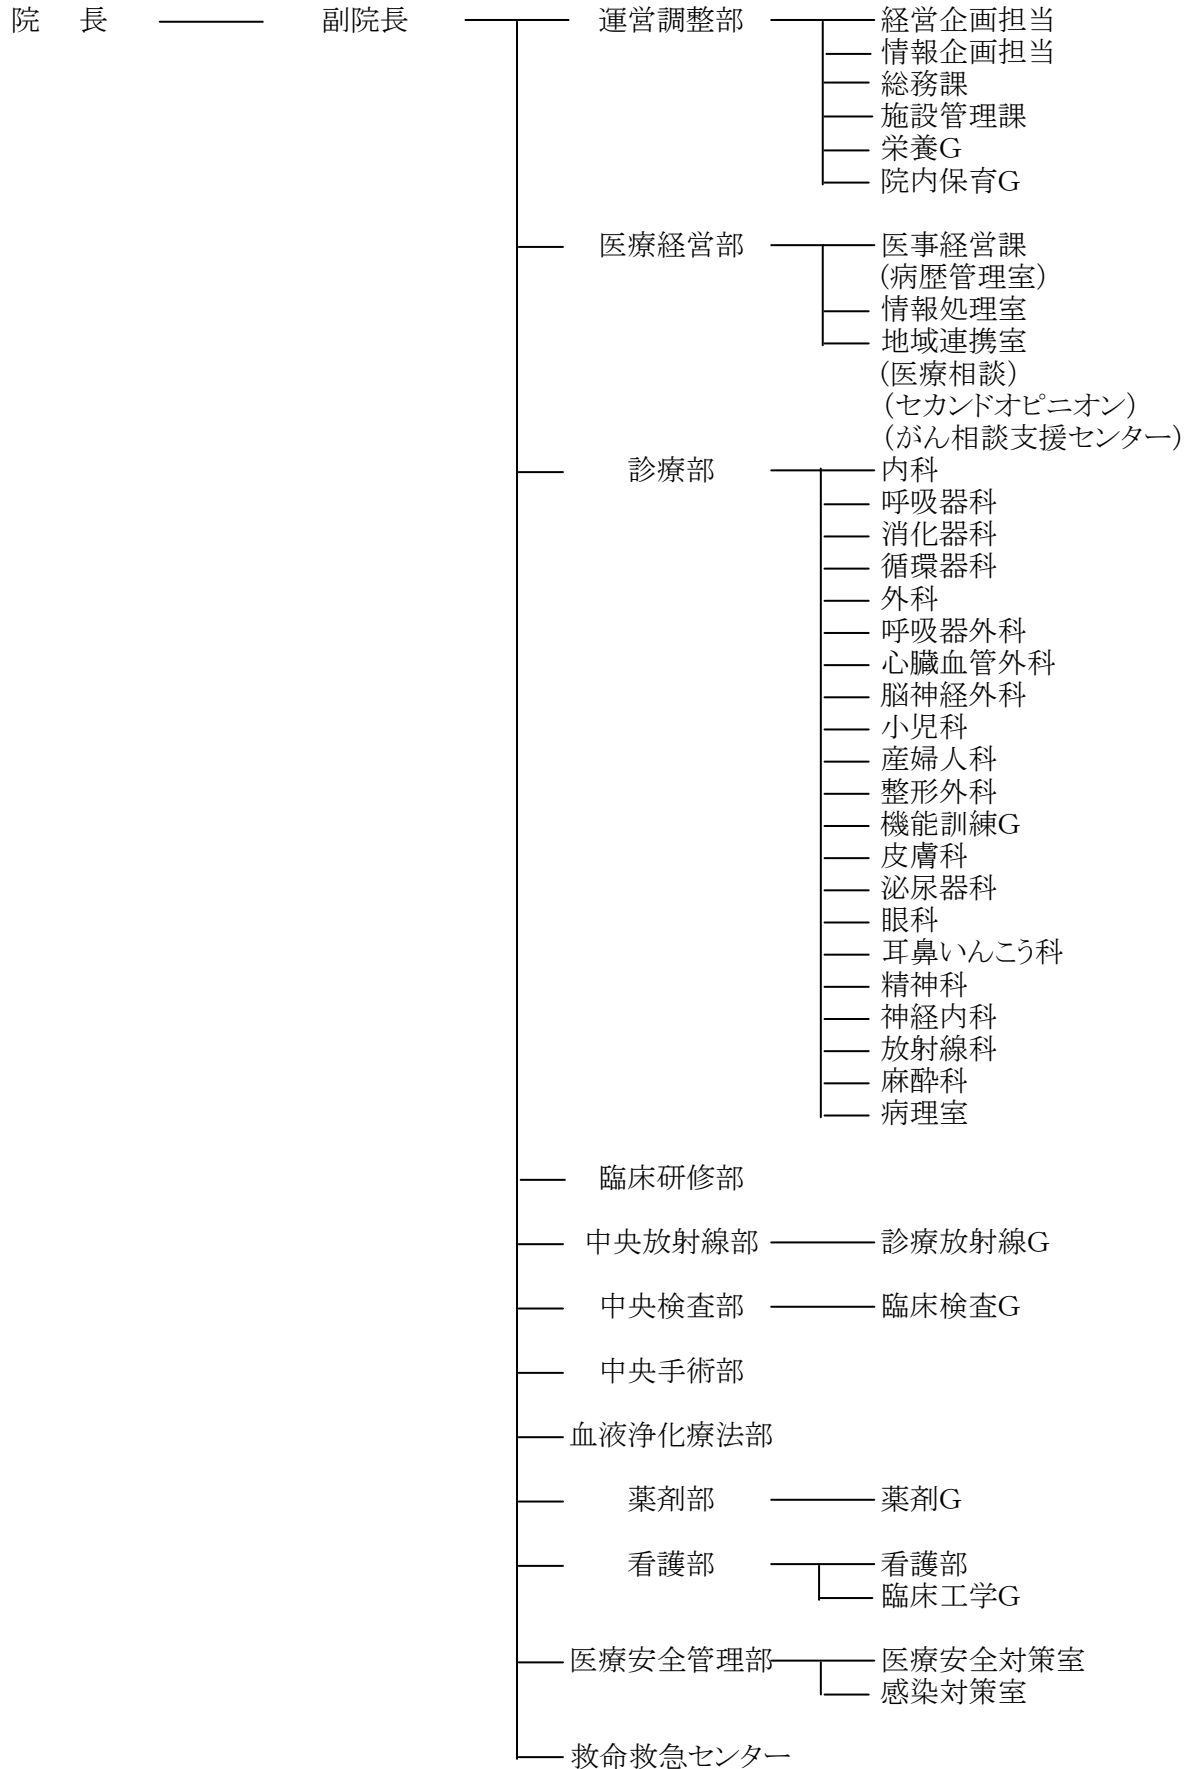 院　長 副院長 運営調整部 経営企画担当
情報企画担当
総務課
施設管理課
栄養G
院内保育G
医療経営部 医事経営課
(病歴管理室)
情報処理室
地域連携室
(医療相談)
(セカンドオピニオン)
(がん相談支援センター)
診療部 内科
呼吸器科
消化器科
循環器科
外科
呼吸器外科
心臓血管外科
脳神経外科
小児科
産婦人科
整形外科
機能訓練G
皮膚科
泌尿器科
眼科
耳鼻いんこう科
精神科
神経内科
放射線科
麻酔科
病理室
臨床研修部
中央放射線部 診療放射線G
中央検査部 臨床検査G
中央手術部
血液浄化療法部
薬剤部 薬剤G
看護部 看護部
臨床工学G
医療安全管理部 医療安全対策室
感染対策室
救命救急センター